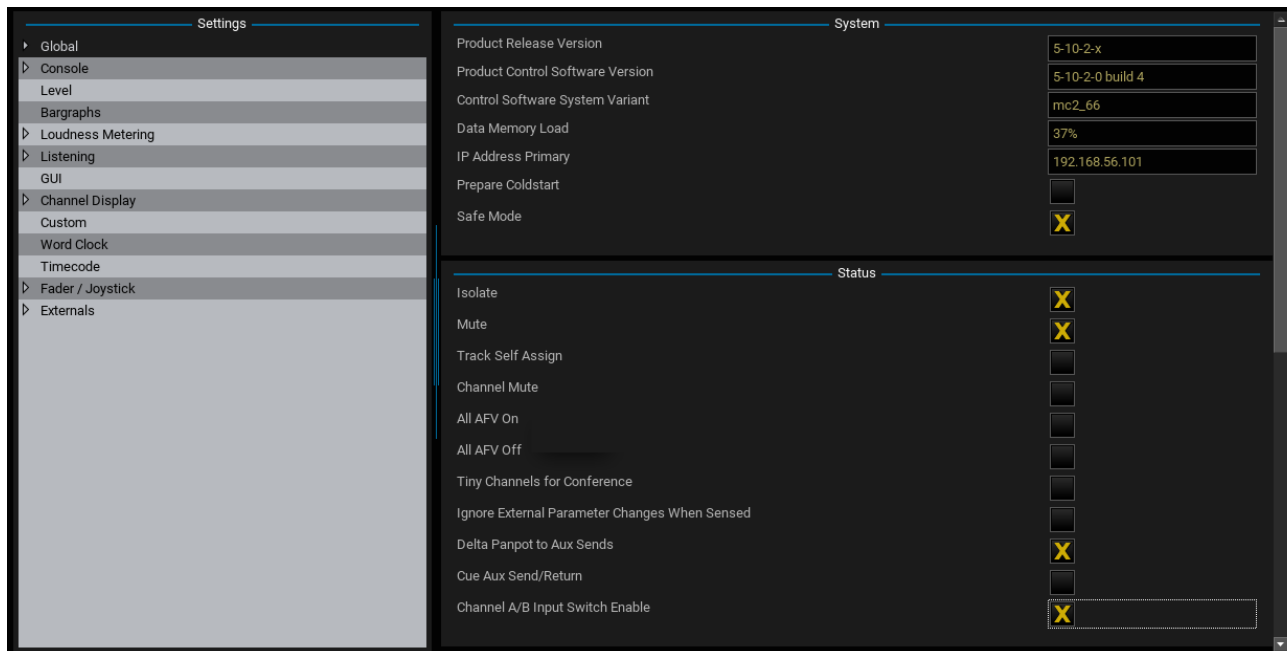 Settings
Global
Console
Level
Bargraphs
Loudness Metering
Listening
GUI
Channel Display
Custom
Word Clock
Timecode
Fader / Joystick
Externals
System
Product Release Version 5-10-2-x
Product Control Software Version 5-10-2-0 build 4
Control Software System Variant mc2_66
Data Memory Load 37%
IP Address Primary 192.168.56.101
Prepare Coldstart
Safe Mode X
Status
Isolate X
Mute X
Track Self Assign
Channel Mute
All AFV On
All AFV Off
Tiny Channels for Conference
Ignore External Parameter Changes When Sensed
Delta Panpot to Aux Sends X
Cue Aux Send/Return
Channel A/B Input Switch Enable X